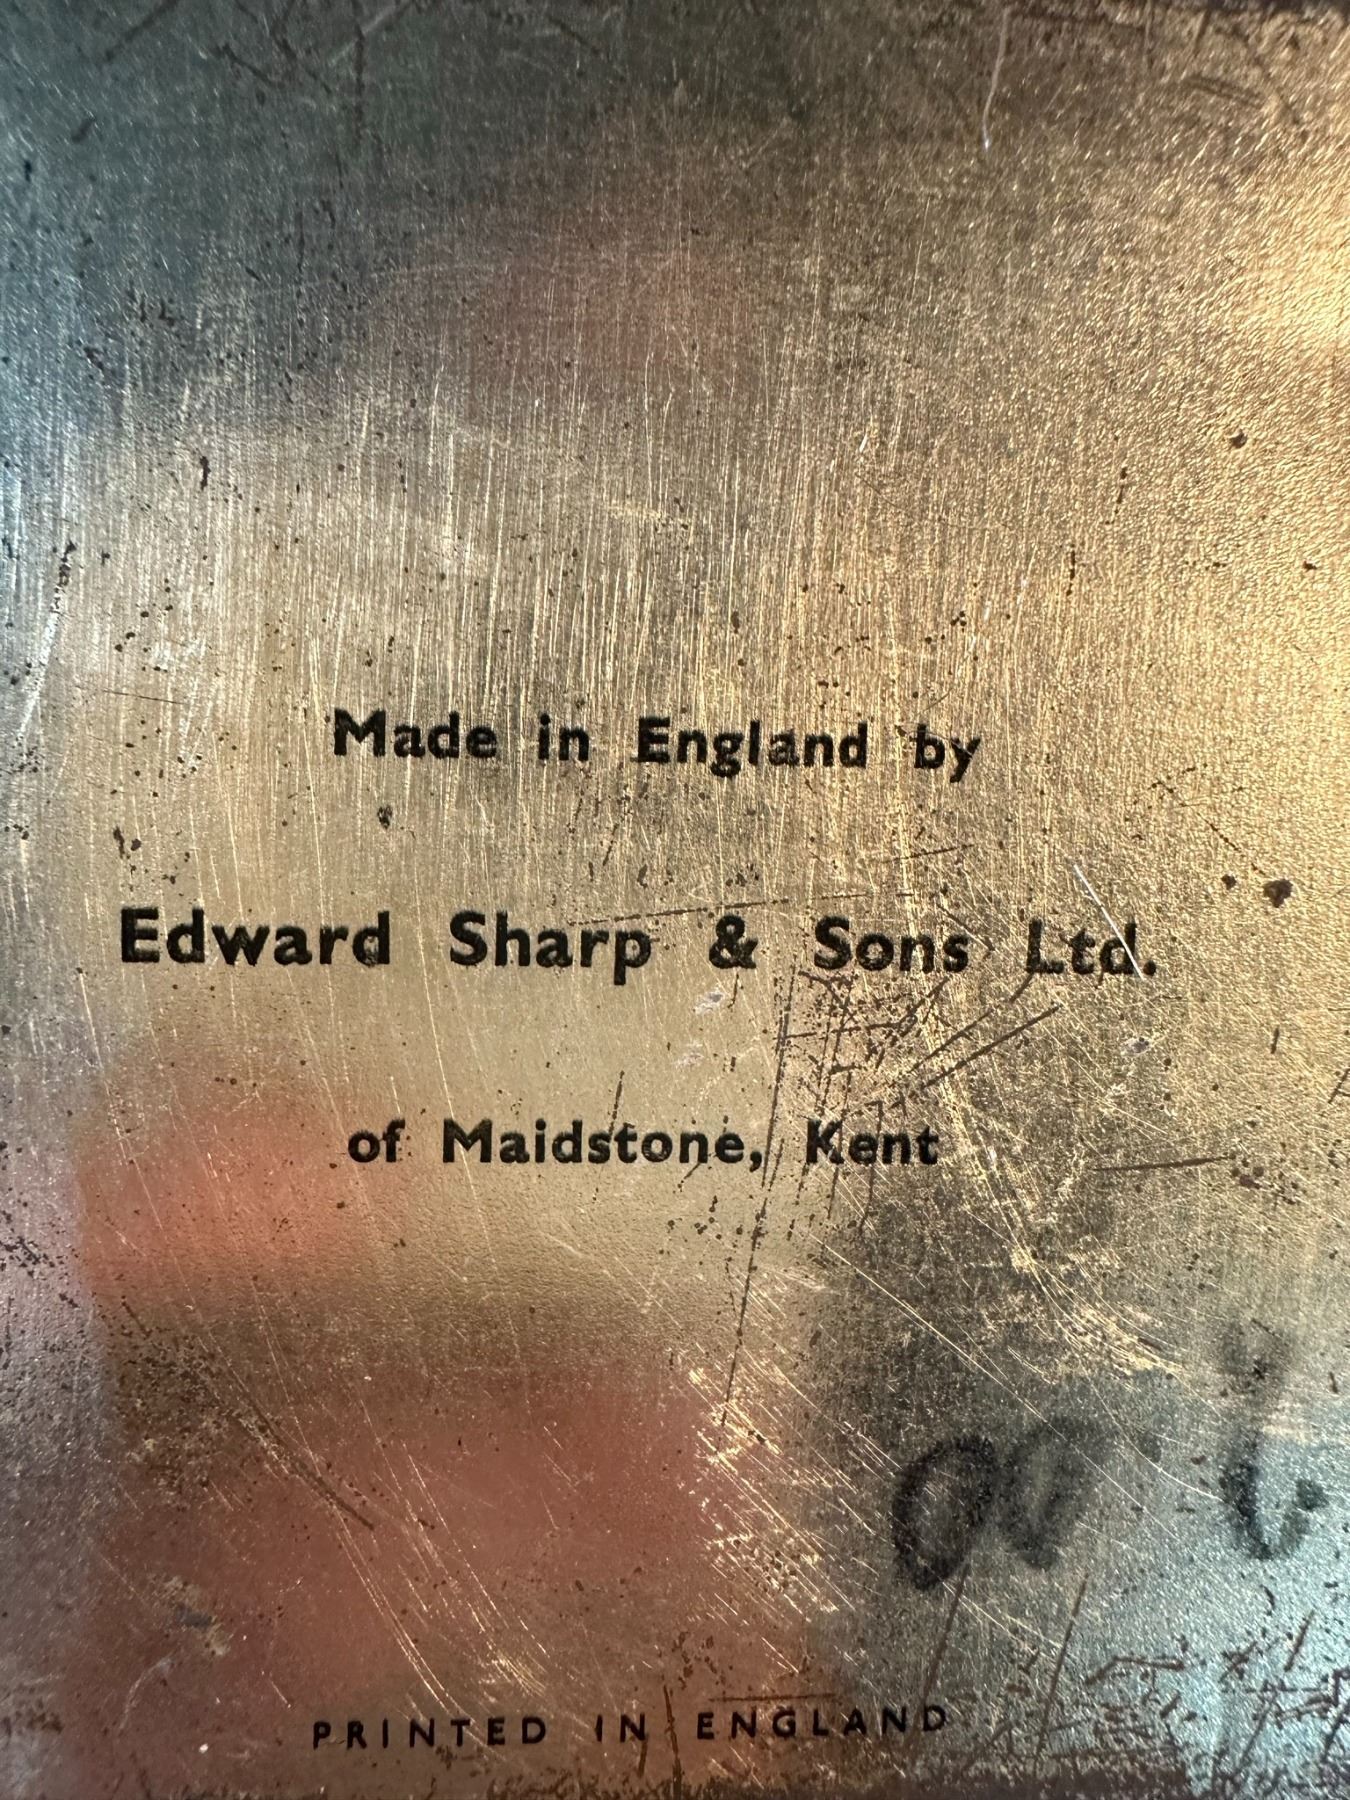 Made in England by
Edward Sharp & Sons Ltd.
of Maidstone, Kent
PRINTED IN ENGLAND